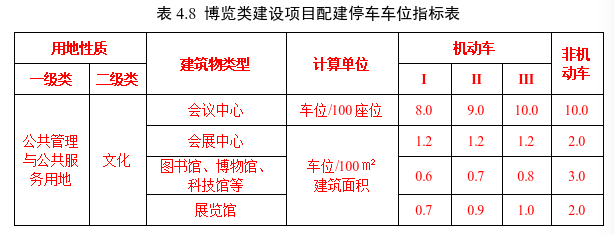 表 4.8 博览类建设项目配建停车车位指标表
用地性质 建筑物类型 计算单位 机动车 非机动车
一级类 二级类 I II III
公共管理与公共服务用地 文化 会议中心 车位/100座位 8.0 9.0 10.0 10.0
会展中心 车位/100㎡建筑面积 1.2 1.2 1.2 2.0
图书馆、博物馆、科技馆等 0.6 0.7 0.8 3.0
展览馆 0.7 0.9 1.0 2.0